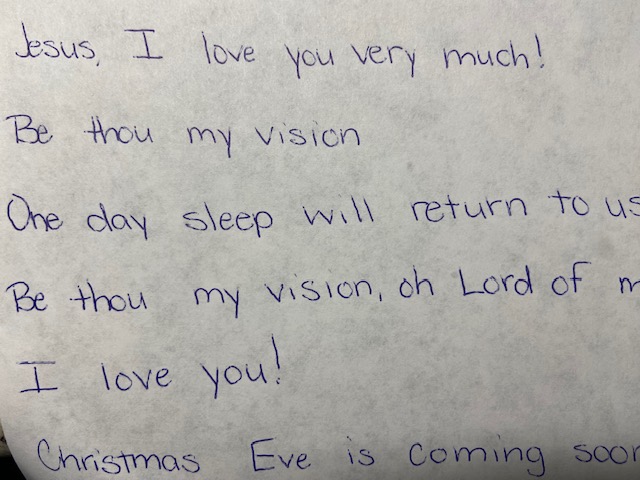 Jesus, I love you very much!
Be thou my vision
One day sleep will return to us
Be thou my vision, oh Lord of m
I love you!
Christmas Eve is coming soon